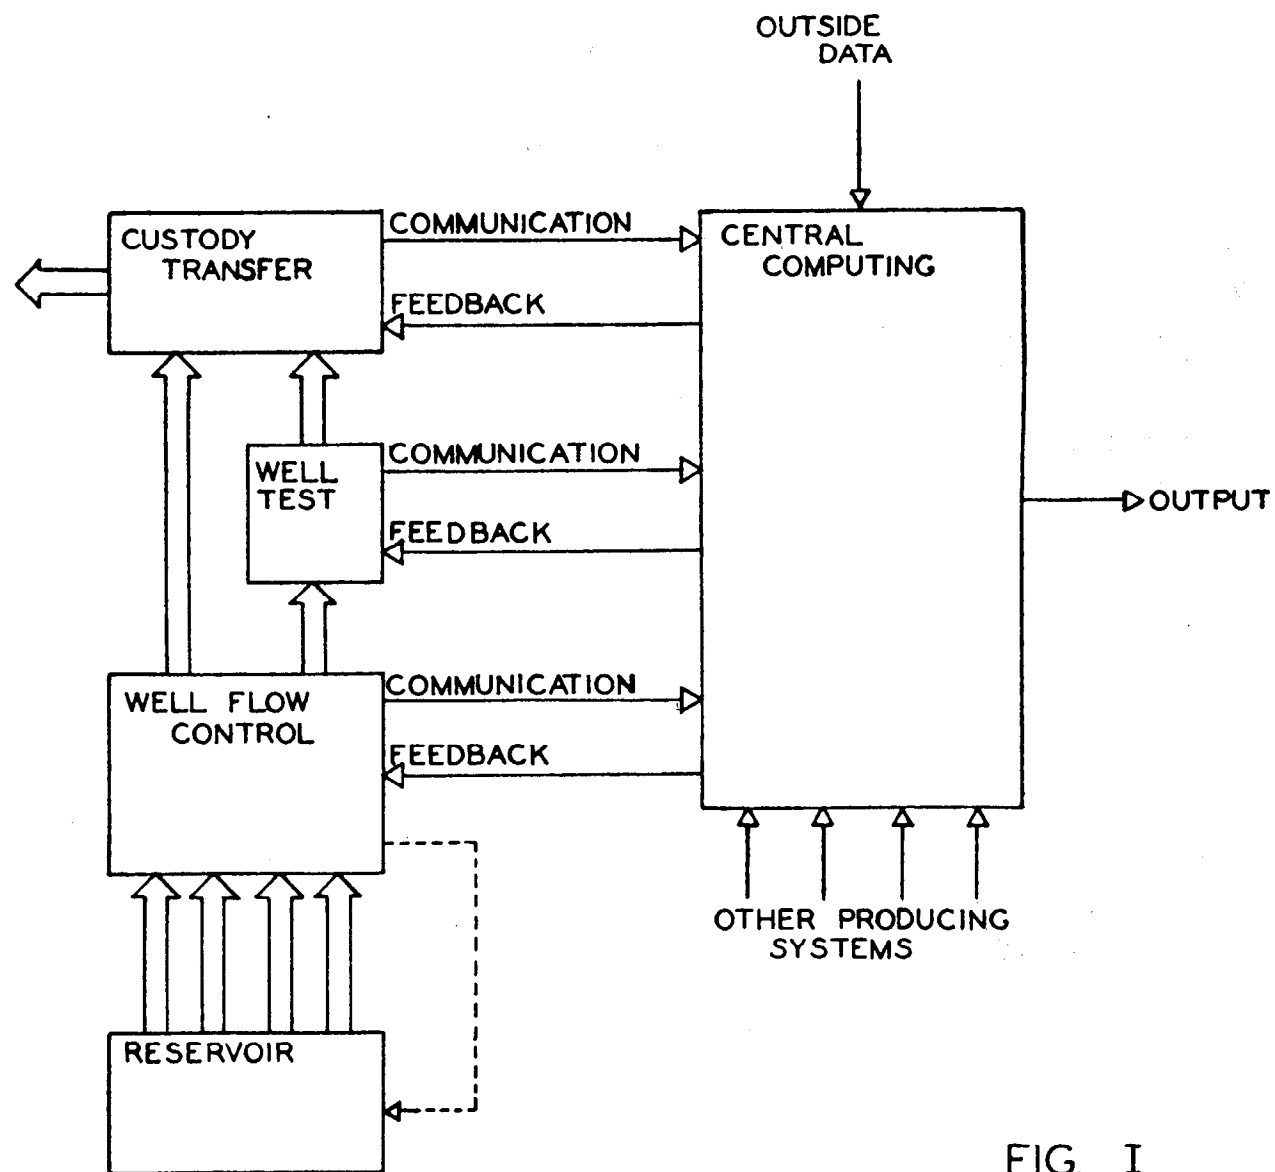 OUTSIDE
DATA
CUSTODY
TRANSFER
COMMUNICATION
FEEDBACK
CENTRAL
COMPUTING
WELL
TEST
COMMUNICATION
FEEDBACK
OUTPUT
WELL FLOW
CONTROL
COMMUNICATION
FEEDBACK
OTHER PRODUCING
SYSTEMS
RESERVOIR
FIG. I